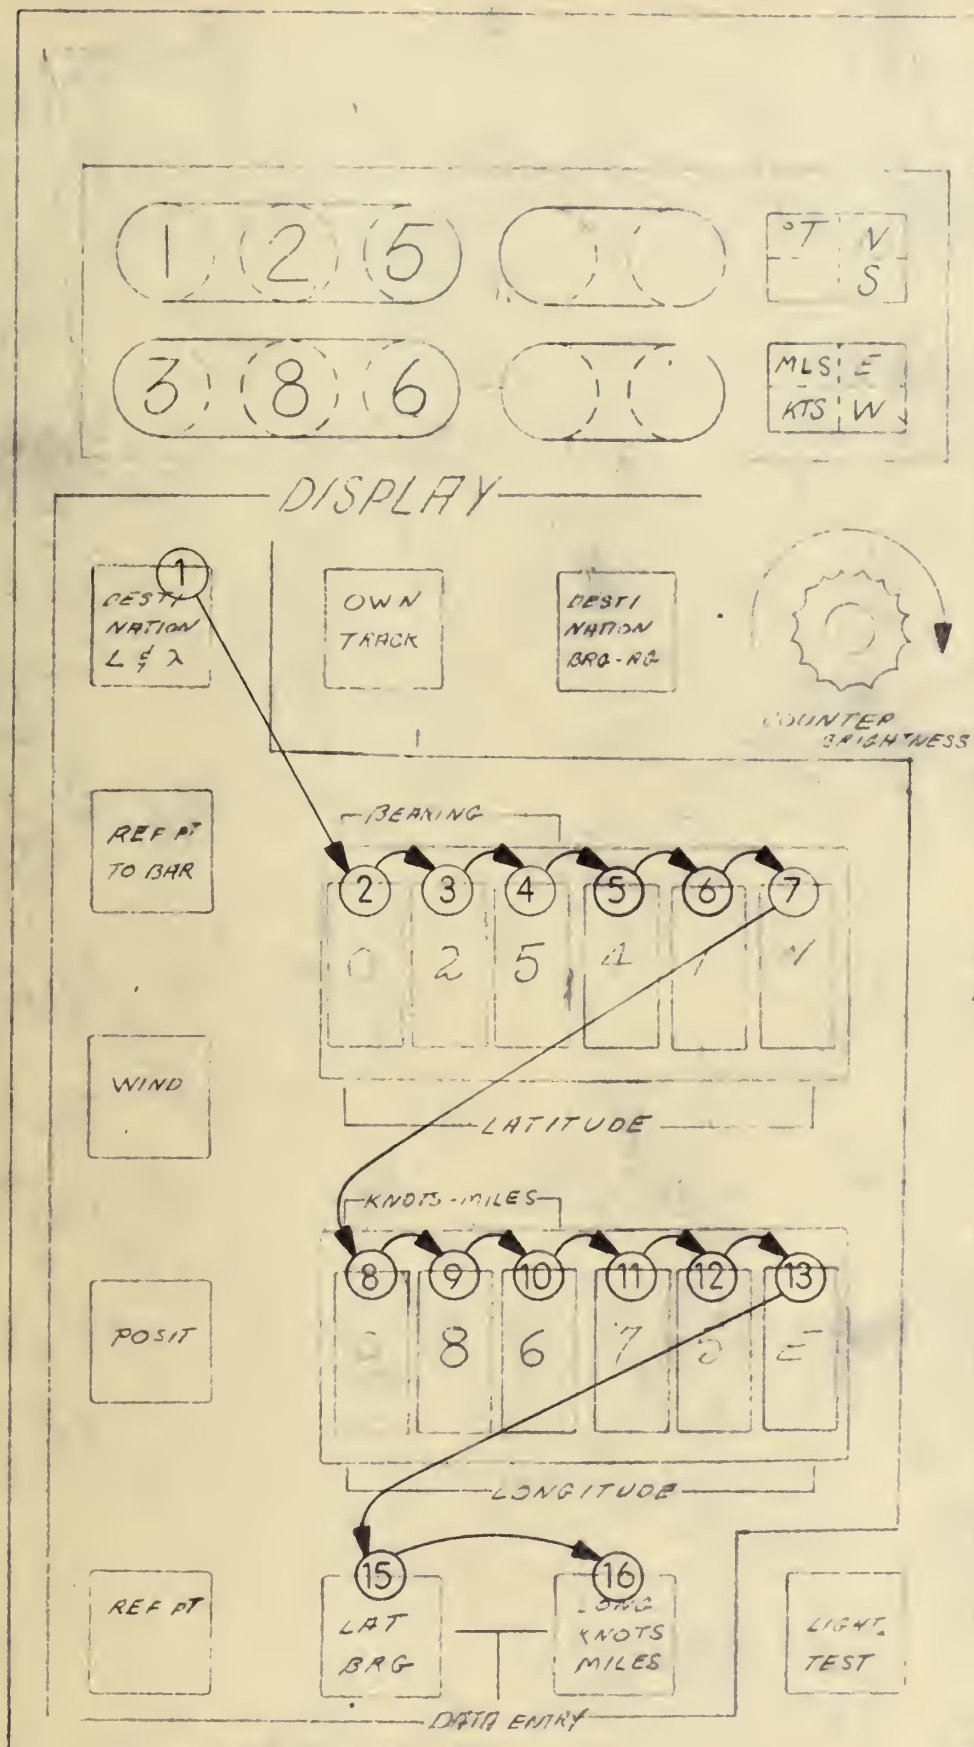 1 2 5 °T N
S
3 8 6 MLS E
KTS W
DISPLAY
1
DESTI
NATION
L & λ
OWN
TRACK
DESTI
NATION
BRG-RG
COUNTER
BRIGHTNESS
REF PT
TO BAR
BEARING
2 3 4 5 6 7
0 2 5 4
LATITUDE
WIND
KNOTS-MILES
8 9 10 11 12 13
8 6 7 E
LONGITUDE
POSIT
15 16
REF PT
LAT
BRG
LONG
KNOTS
MILES
LIGHT
TEST
DATA ENTRY